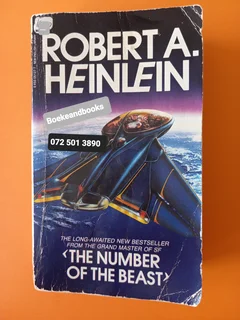 ROBERT A.
HEINLEIN
Boekeandbooks
072 501 3890
THE LONG-AWAITED NEW BESTSELLER
FROM THE GRAND MASTER OF SF
‹THE NUMBER
OF THE BEAST›